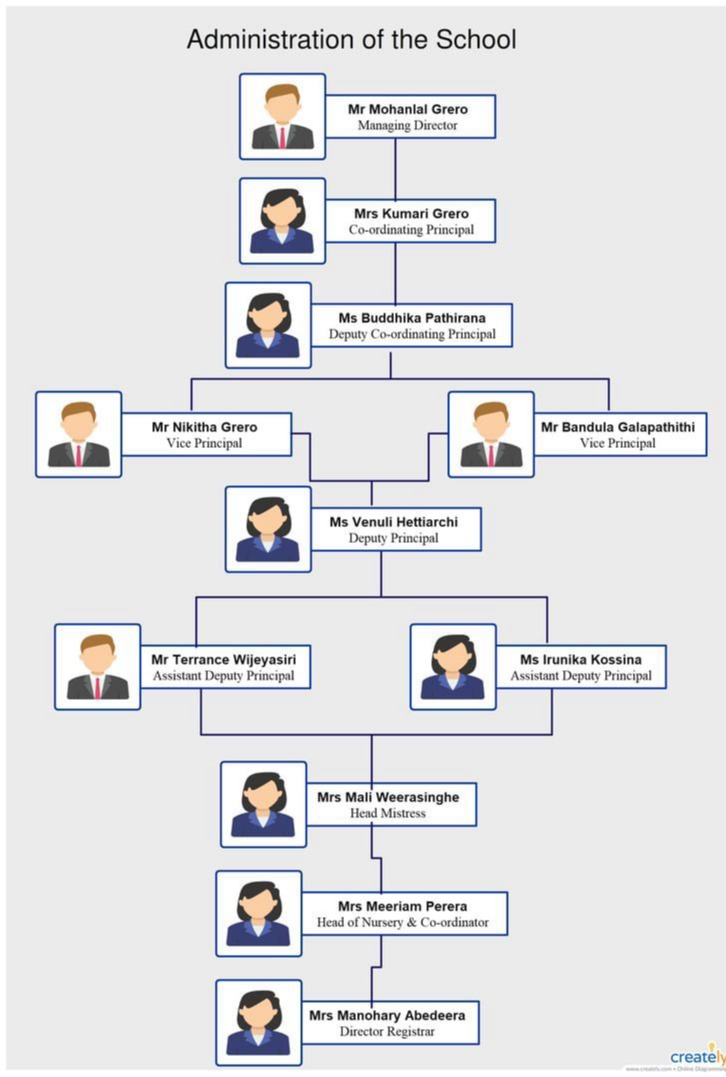 Administration of the School
Mr Mohanlal Grero
Managing Director
Mrs Kumari Grero
Co-ordinating Principal
Ms Buddhika Pathirana
Deputy Co-ordinating Principal
Mr Nikitha Grero
Vice Principal
Mr Bandula Galapathithi
Vice Principal
Ms Venuli Hettiarchi
Deputy Principal
Mr Terrance Wijeyasiri
Assistant Deputy Principal
Ms Irunika Kossina
Assistant Deputy Principal
Mrs Mali Weerasinghe
Head Mistress
Mrs Meeriam Perera
Head of Nursery & Co-ordinator
Mrs Manohary Abedeera
Director Registrar
creately
www.creately.com • Online Diagramming